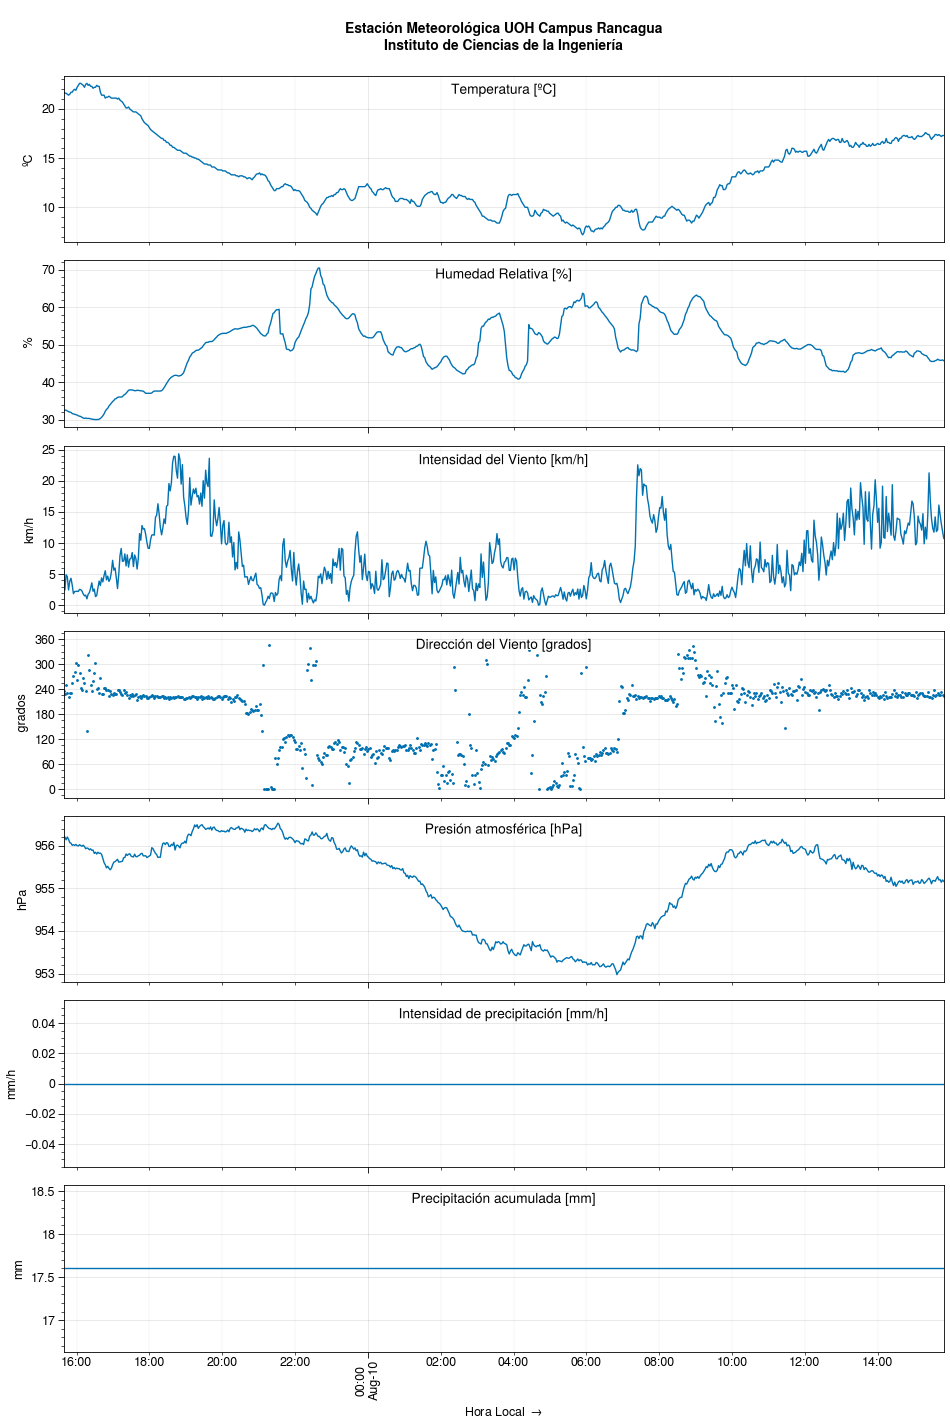 Estación Meteorológica UOH Campus Rancagua
Instituto de Ciencias de la Ingeniería
Temperatura [ºC]
20
15
10
ºC
Humedad Relativa [%]
70
60
50
40
30
%
Intensidad del Viento [km/h]
25
20
15
10
5
0
km/h
Dirección del Viento [grados]
360
300
240
180
120
60
0
grados
Presión atmosférica [hPa]
956
955
954
953
hPa
Intensidad de precipitación [mm/h]
0.04
0.02
0
−0.02
−0.04
mm/h
Precipitación acumulada [mm]
18.5
18
17.5
17
mm
16:00 18:00 20:00 22:00 00:00 02:00 04:00 06:00 08:00 10:00 12:00 14:00
Aug-10
Hora Local →